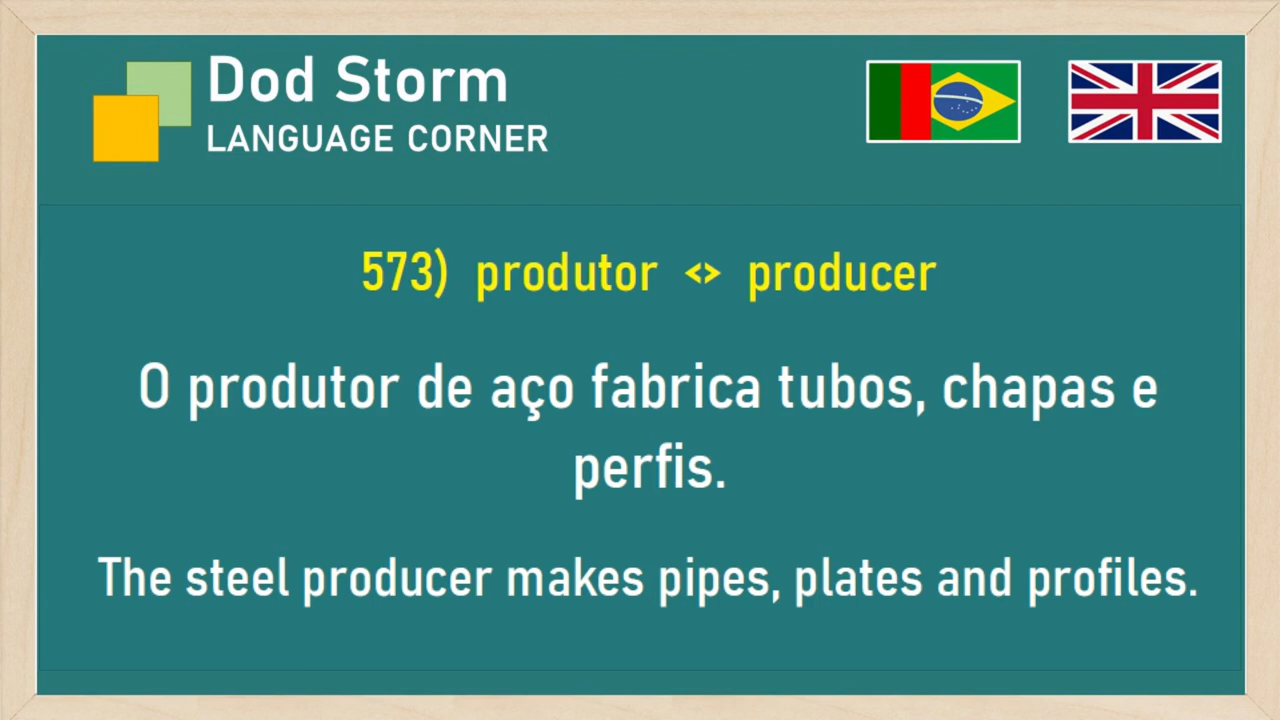 Dod Storm
LANGUAGE CORNER
573) produtor <> producer
O produtor de aço fabrica tubos, chapas e
perfis.
The steel producer makes pipes, plates and profiles.